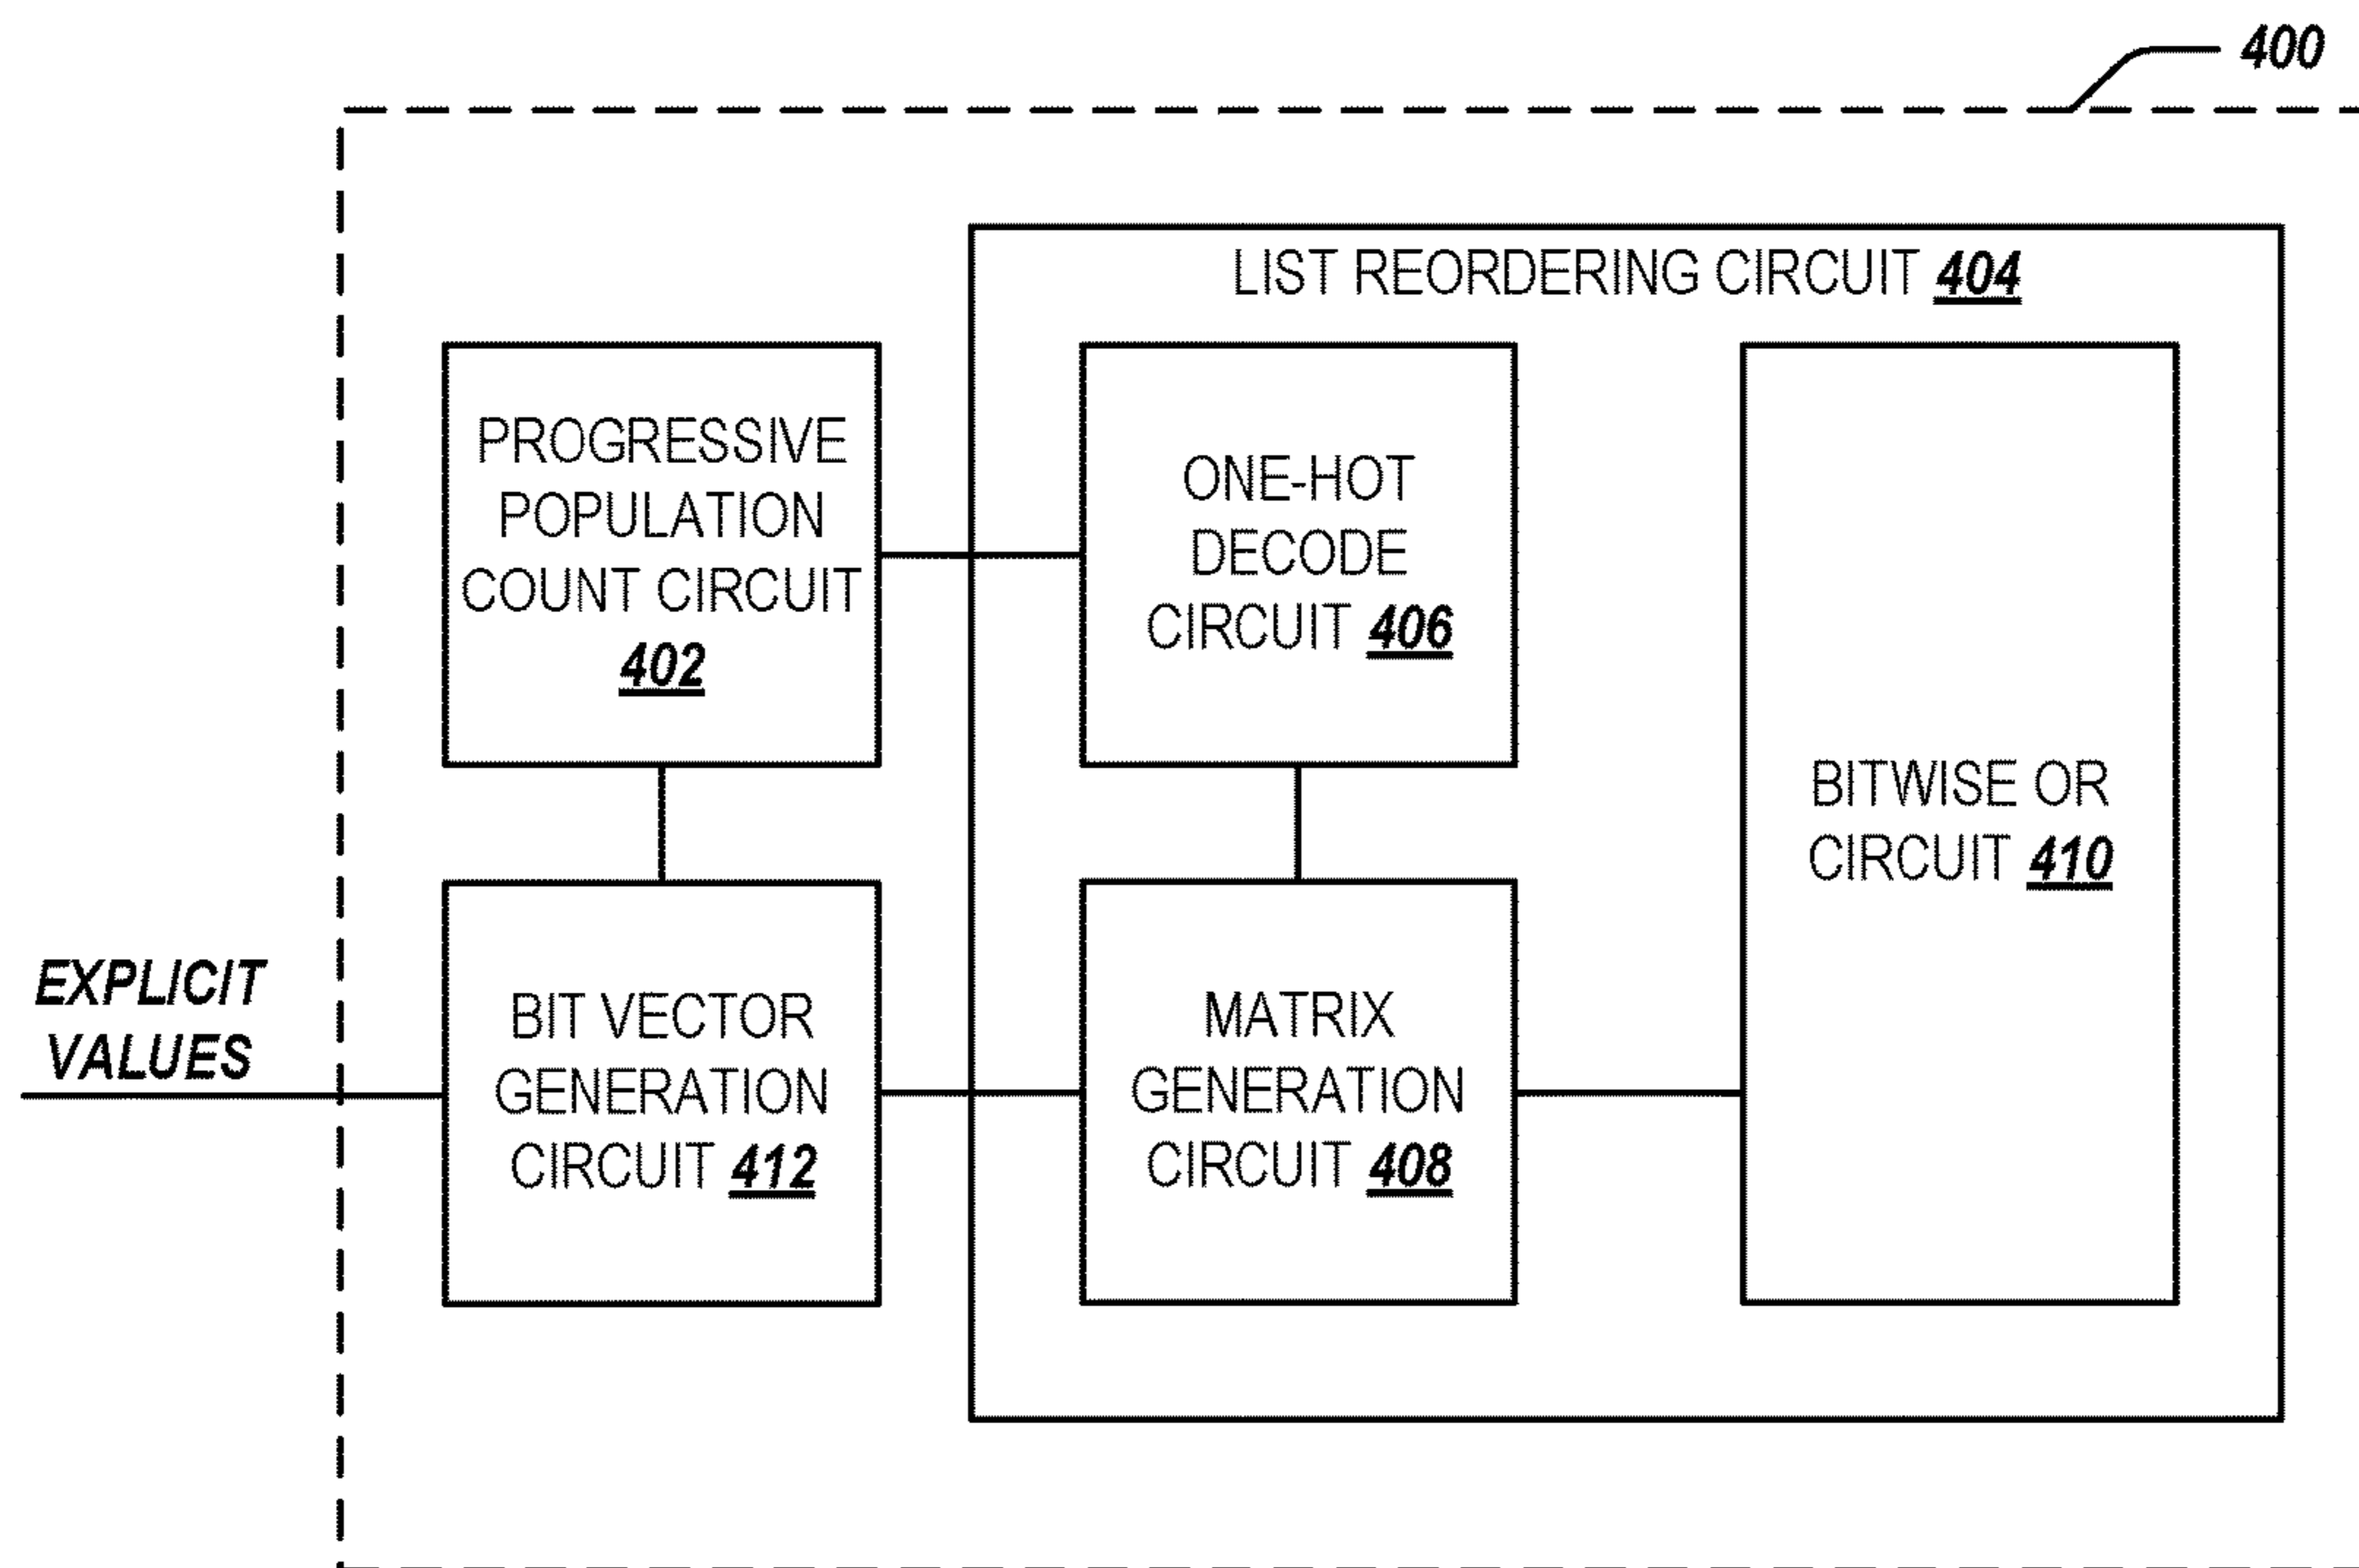 400
LIST REORDERING CIRCUIT 404
PROGRESSIVE
POPULATION
COUNT CIRCUIT
402
ONE-HOT
DECODE
CIRCUIT 406
BITWISE OR
CIRCUIT 410
EXPLICIT
VALUES
BIT VECTOR
GENERATION
CIRCUIT 412
MATRIX
GENERATION
CIRCUIT 408